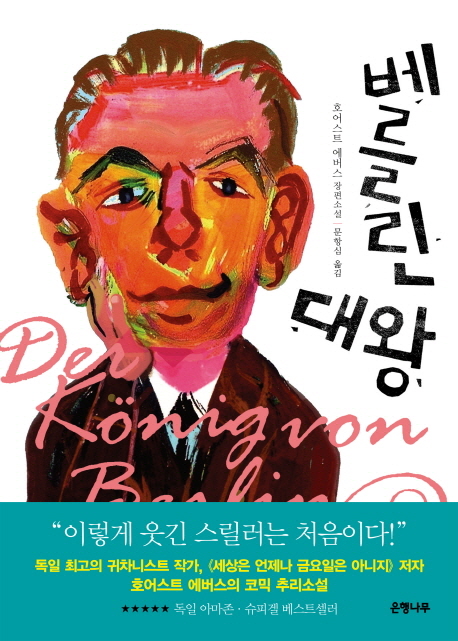 베를린
대왕
호어스트 에버스 장편소설 | 문항심 옮김
Der
König von
Berlin
“이렇게 웃긴 스릴러는 처음이다!”
독일 최고의 귀차니스트 작가, 《세상은 언제나 금요일은 아니지》 저자
호어스트 에버스의 코믹 추리소설
★★★★★ 독일 아마존 · 슈피겔 베스트셀러
은행나무